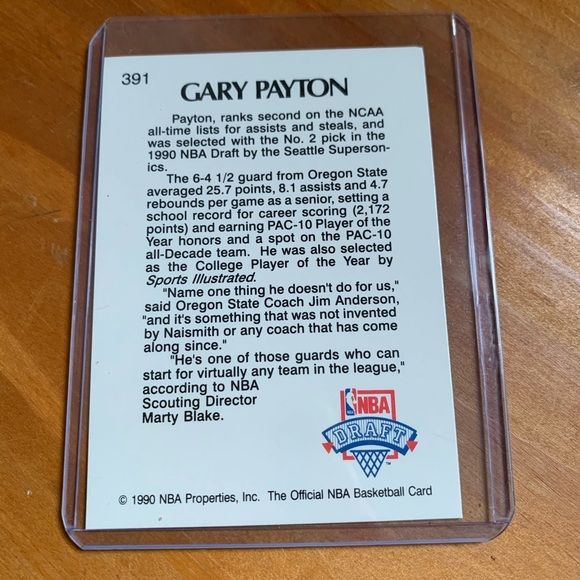 391
GARY PAYTON
Payton, ranks second on the NCAA
all-time lists for assists and steals, and
was selected with the No. 2 pick in the
1990 NBA Draft by the Seattle Superson-
ics.
The 6-4 1/2 guard from Oregon State
averaged 25.7 points, 8.1 assists and 4.7
rebounds per game as a senior, setting a
school record for career scoring (2,172
points) and earning PAC-10 Player of the
Year honors and a spot on the PAC-10
all-Decade team. He was also selected
as the College Player of the Year by
Sports Illustrated.
"Name one thing he doesn't do for us,"
said Oregon State Coach Jim Anderson,
"and it's something that was not invented
by Naismith or any coach that has come
along since."
"He's one of those guards who can
start for virtually any team in the league,"
according to NBA
Scouting Director
Marty Blake.
NBA
DRAFT
TM
© 1990 NBA Properties, Inc. The Official NBA Basketball Card